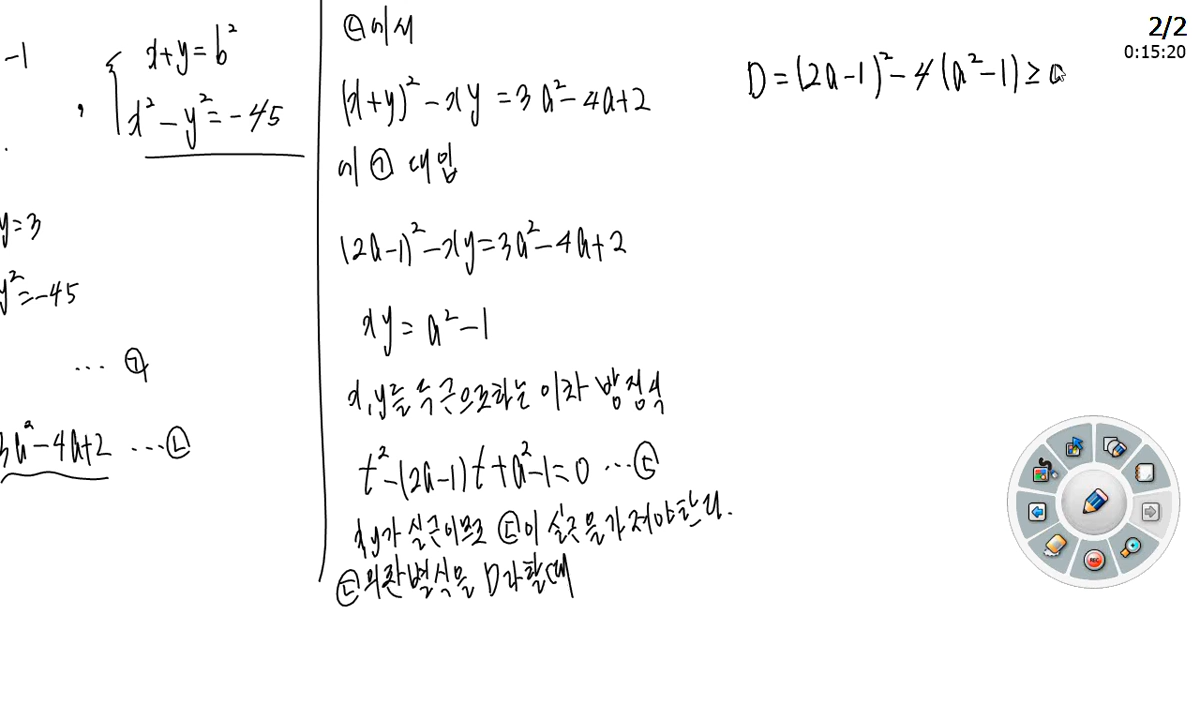 -1
,
x+y=b²
x²-y²=-45
.
y=3
y²=-45
... ㉠
3a²-4a+2 ...㉡
㉡에서
(x+y)²-xy=3a²-4a+2
에 ㉠ 대입
(2a-1)²-xy=3a²-4a+2
xy=a²-1
x,y를 두근으로하는 이차 방정식
t²-(2a-1)t+a²-1=0 ...㉢
xy가 실근이므로 ㉢이 실근을가져야한다.
㉢의판별식을 D라할때
D=(2a-1)²-4(a²-1)≥0
2/2
0:15:20
REC